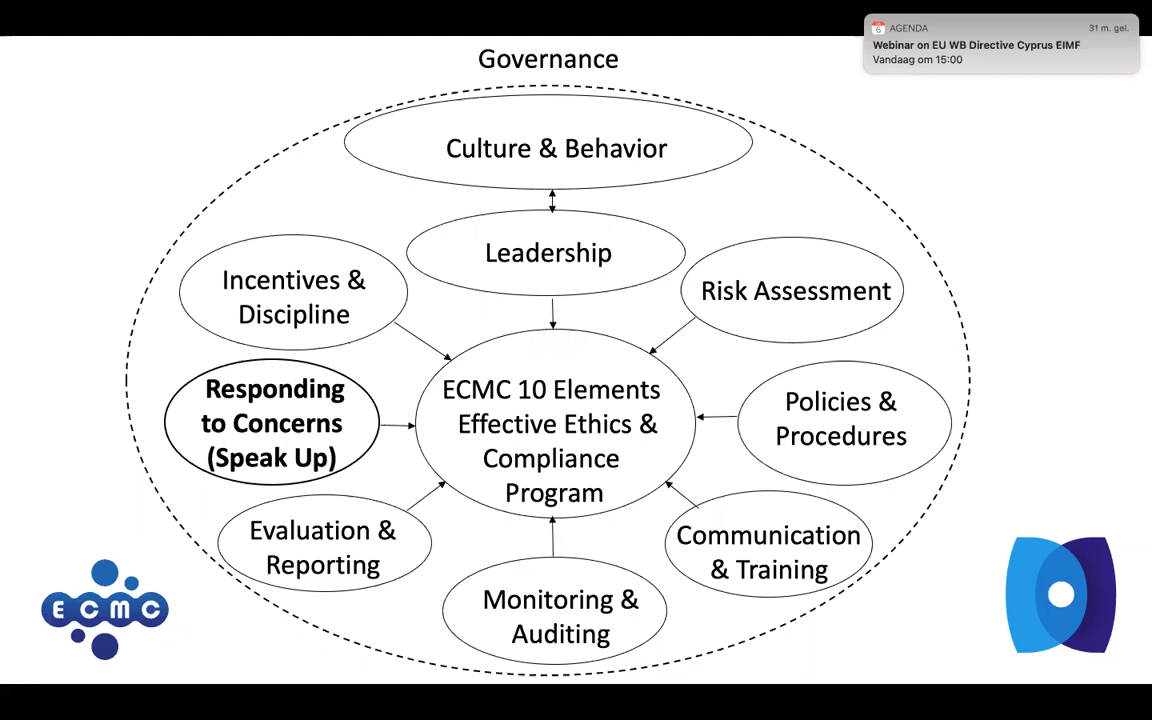 AGENDA
31 m. gel.
6
Webinar on EU WB Directive Cyprus EIMF
Vandaag om 15:00
Governance
Culture & Behavior
Leadership
Incentives &
Discipline
Risk Assessment
Responding
to Concerns
(Speak Up)
ECMC 10 Elements
Effective Ethics &
Compliance
Program
Policies &
Procedures
Evaluation &
Reporting
Communication
& Training
Monitoring &
Auditing
ECMC